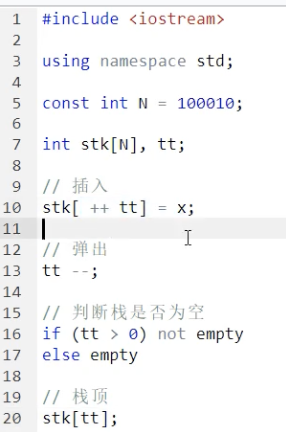 1 #include <iostream>
2
3 using namespace std;
4
5 const int N = 100010;
6
7 int stk[N], tt;
8
9 // 插入
10 stk[ ++ tt] = x;
11
12 // 弹出
13 tt --;
14
15 // 判断栈是否为空
16 if (tt > 0) not empty
17 else empty
18
19 // 栈顶
20 stk[tt];